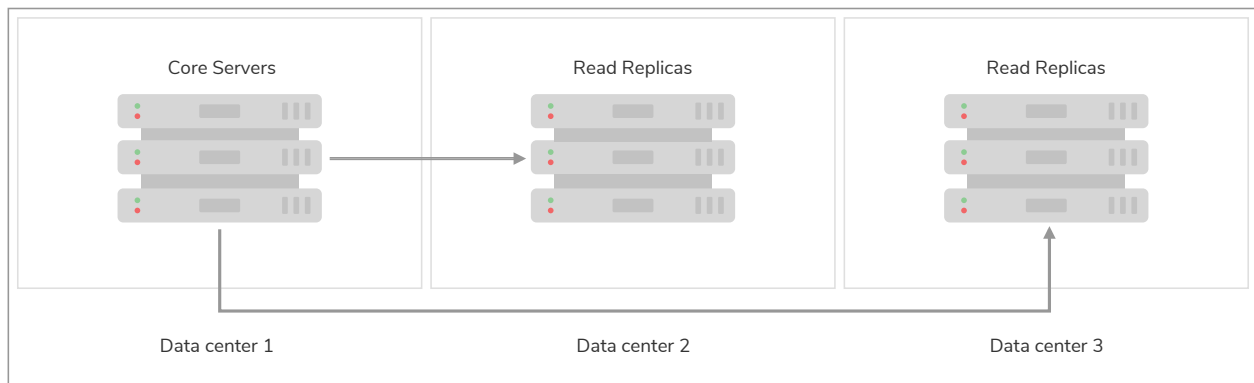 Core Servers
Read Replicas
Read Replicas
Data center 1
Data center 2
Data center 3